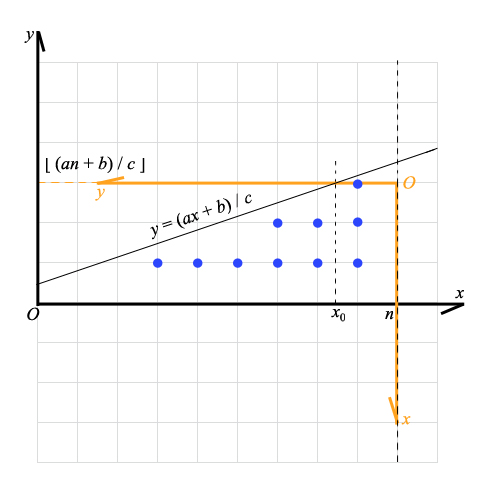 y
⌊ (an + b) / c ⌋
y
O
y = (ax + b) / c
x
O
x₀
n
x